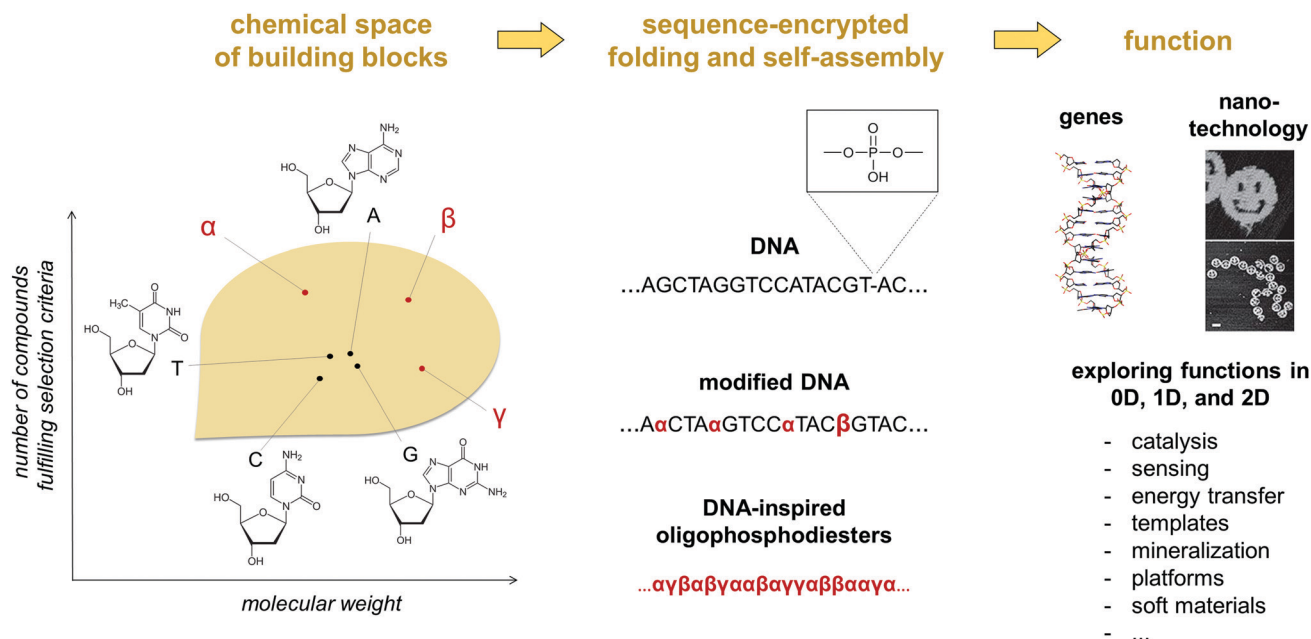 chemical space
of building blocks
sequence-encrypted
folding and self-assembly
function
number of compounds
fulfilling selection criteria
molecular weight
NH₂
N
N
N
N
HO
O
OH
A
α
β
O
H₃C
NH
N
O
HO
O
OH
T
C
G
γ
NH₂
N
N
O
HO
O
OH
O
N
NH
N
N
NH₂
HO
O
OH
O
—O—P—O—
OH
DNA
...AGCTAGGTCCATACGT-AC...
modified DNA
...AαCTAαGTCCαTACβGTAC...
DNA-inspired
oligophosphodiesters
...αγβαβγααβαγγαββααγα...
genes
nano-
technology
exploring functions in
0D, 1D, and 2D
- catalysis
- sensing
- energy transfer
- templates
- mineralization
- platforms
- soft materials
- ...